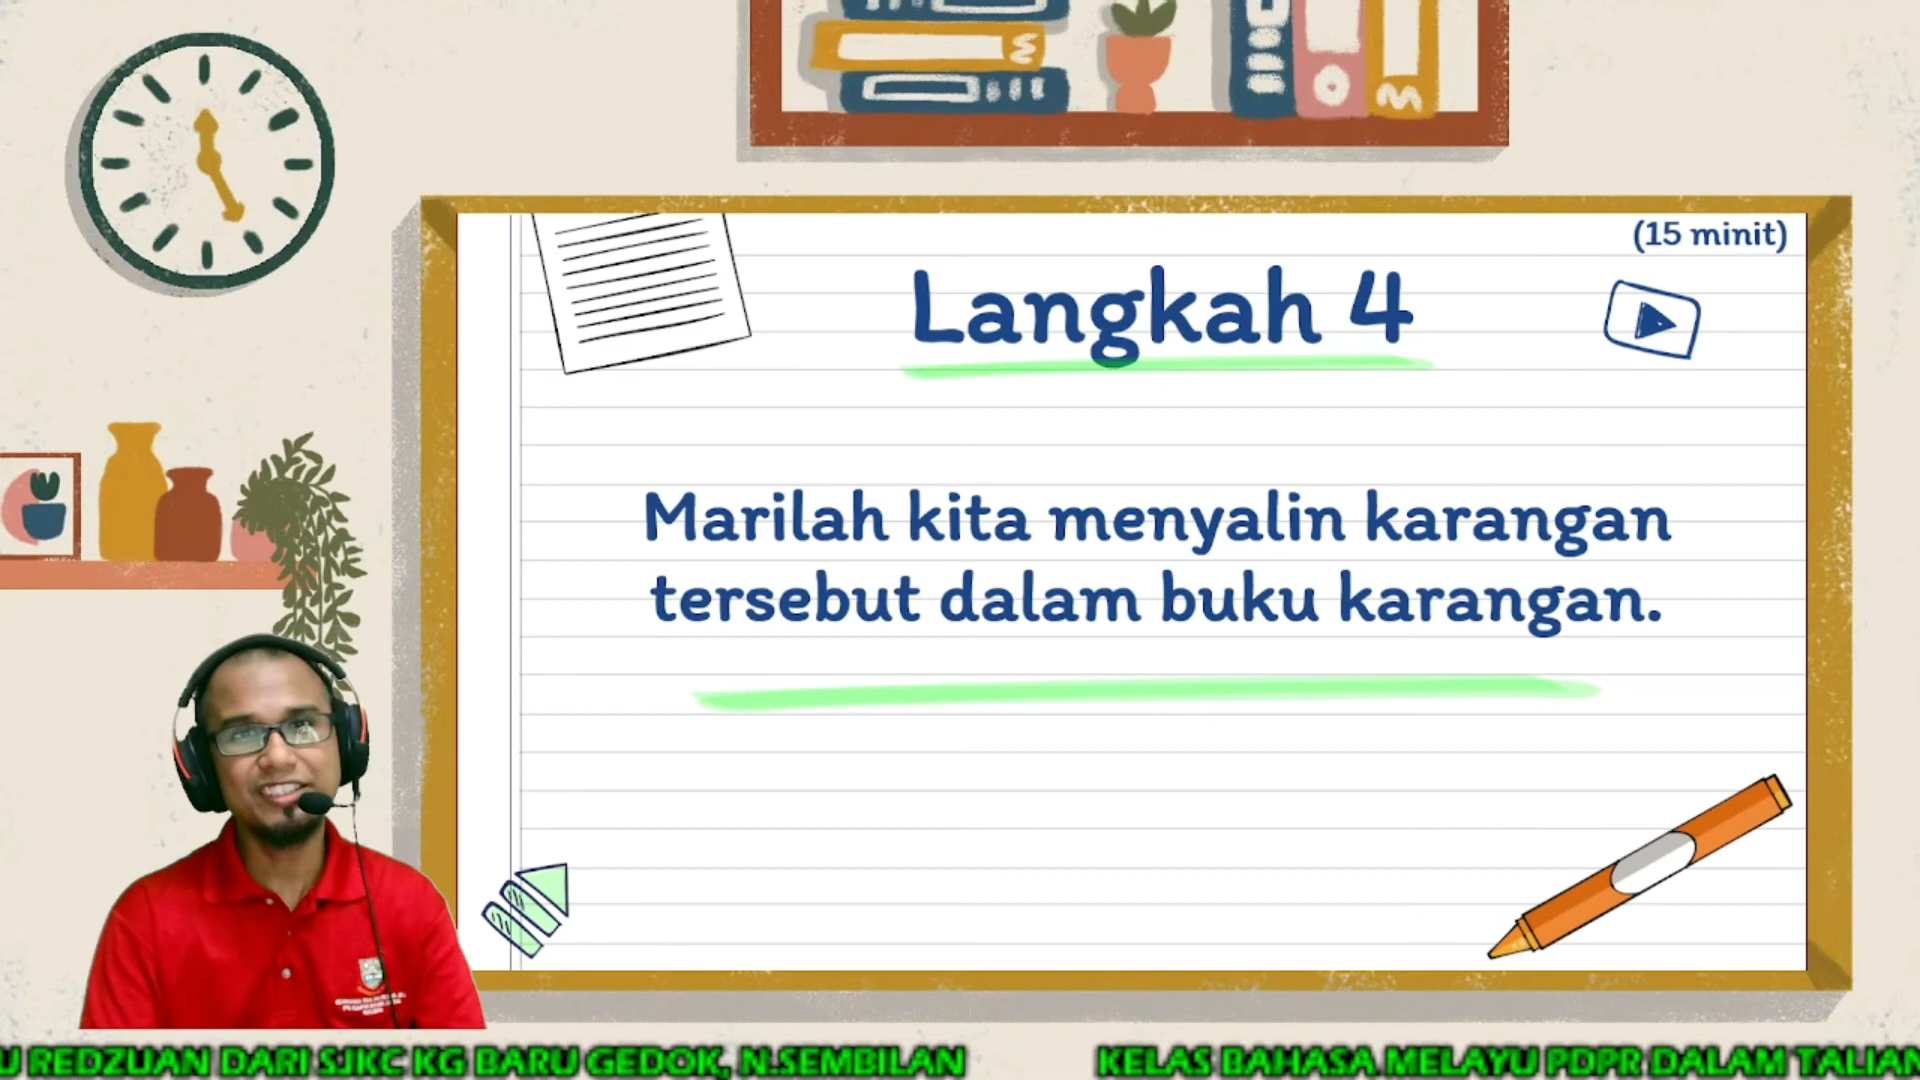 (15 minit)
Langkah 4
Marilah kita menyalin karangan
tersebut dalam buku karangan.
U REDZUAN DARI SJKC KG BARU GEDOK, N.SEMBILAN KELAS BAHASA MELAYU PDPR DALAM TALIAN